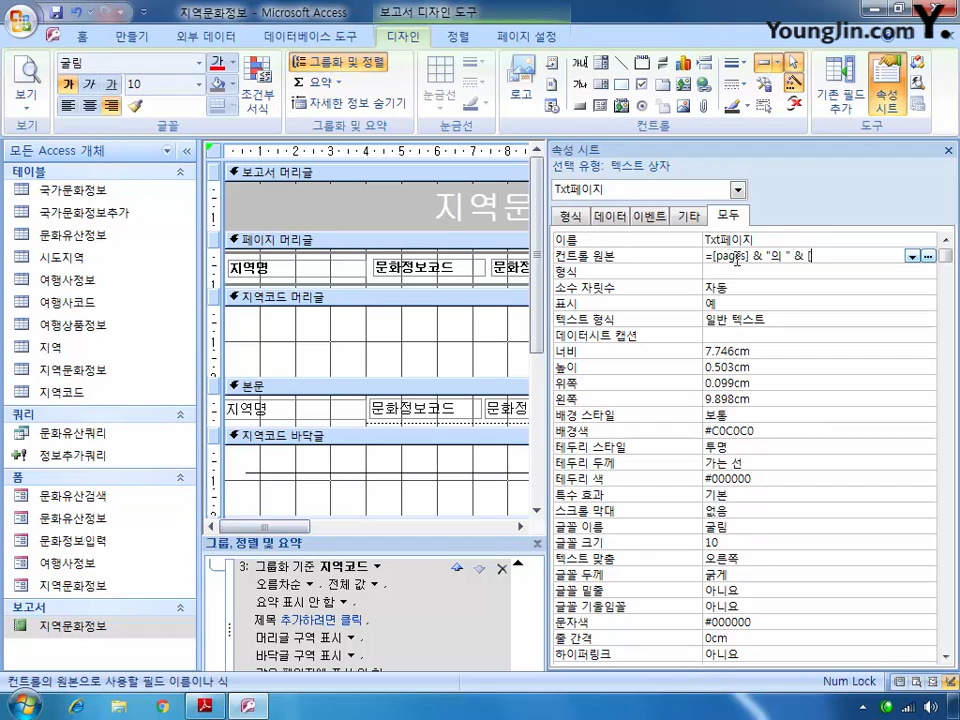 지역문화정보 - Microsoft Access
보고서 디자인 도구
YoungJin.com Y.
홈
만들기
외부 데이터
데이터베이스 도구
디자인
정렬
페이지 설정
보기
굴림
가 가 가 10
조건부
서식
그룹화 및 정렬
Σ 요약
자세한 정보 숨기기
눈금선
로고
기존 필드
추가
속성
시트
보기
글꼴
그룹화 및 요약
눈금선
컨트롤
도구
모든 Access 개체
테이블
국가문화정보
국가문화정보추가
문화유산정보
시도지역
여행사정보
여행사코드
여행상품정보
지역
지역문화정보
지역코드
쿼리
문화유산쿼리
정보추가쿼리
폼
문화유산검색
문화유산정보
문화정보입력
여행사정보
지역문화정보
보고서
지역문화정보
보고서 머리글
지역문
페이지 머리글
지역명 문화정보코드 문화
지역코드 머리글
본문
지역명 문화정보코드 문화
지역코드 바닥글
그룹, 정렬 및 요약
3: 그룹화 기준 지역코드
오름차순 , 전체 값 ,
요약 표시 안 함 ,
제목 추가하려면 클릭 ,
머리글 구역 표시 ,
바닥글 구역 표시 ,
속성 시트
선택 유형: 텍스트 상자
Txt페이지
형식 데이터 이벤트 기타 모두
이름 Txt페이지
컨트롤 원본 =[pages] & "의 " & [
형식
소수 자릿수 자동
표시 예
텍스트 형식 일반 텍스트
데이터시트 캡션
너비 7.746cm
높이 0.503cm
위쪽 0.099cm
왼쪽 9.898cm
배경 스타일 보통
배경색 #C0C0C0
테두리 스타일 투명
테두리 두께 가는 선
테두리 색 #000000
특수 효과 기본
스크롤 막대 없음
글꼴 이름 굴림
글꼴 크기 10
텍스트 맞춤 오른쪽
글꼴 두께 굵게
글꼴 밑줄 아니요
글꼴 기울임꼴 아니요
문자색 #000000
줄 간격 0cm
하이퍼링크 아니요
컨트롤의 원본으로 사용할 필드 이름이나 식
Num Lock